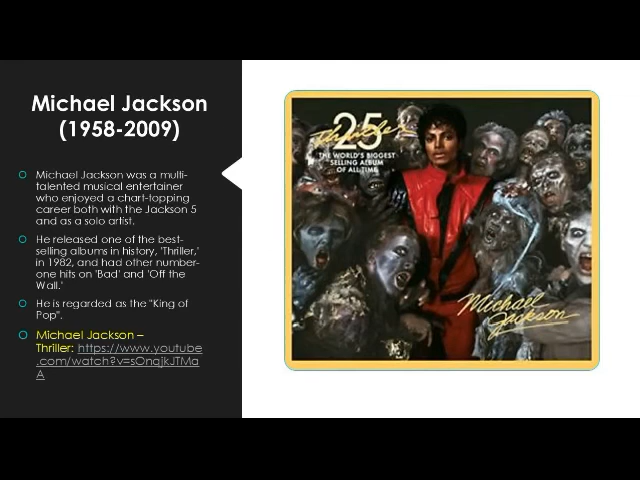 Michael Jackson
(1958-2009)
Michael Jackson was a multi-
talented musical entertainer
who enjoyed a chart-topping
career both with the Jackson 5
and as a solo artist.
He released one of the best-
selling albums in history, 'Thriller,'
in 1982, and had other number-
one hits on 'Bad' and 'Off the
Wall.'
He is regarded as the "King of
Pop".
Michael Jackson –
Thriller: https://www.youtube
.com/watch?v=sOnqjkJTMa
A
25
Thriller
THE WORLD'S BIGGEST
SELLING ALBUM
OF ALL TIME
Michael
Jackson